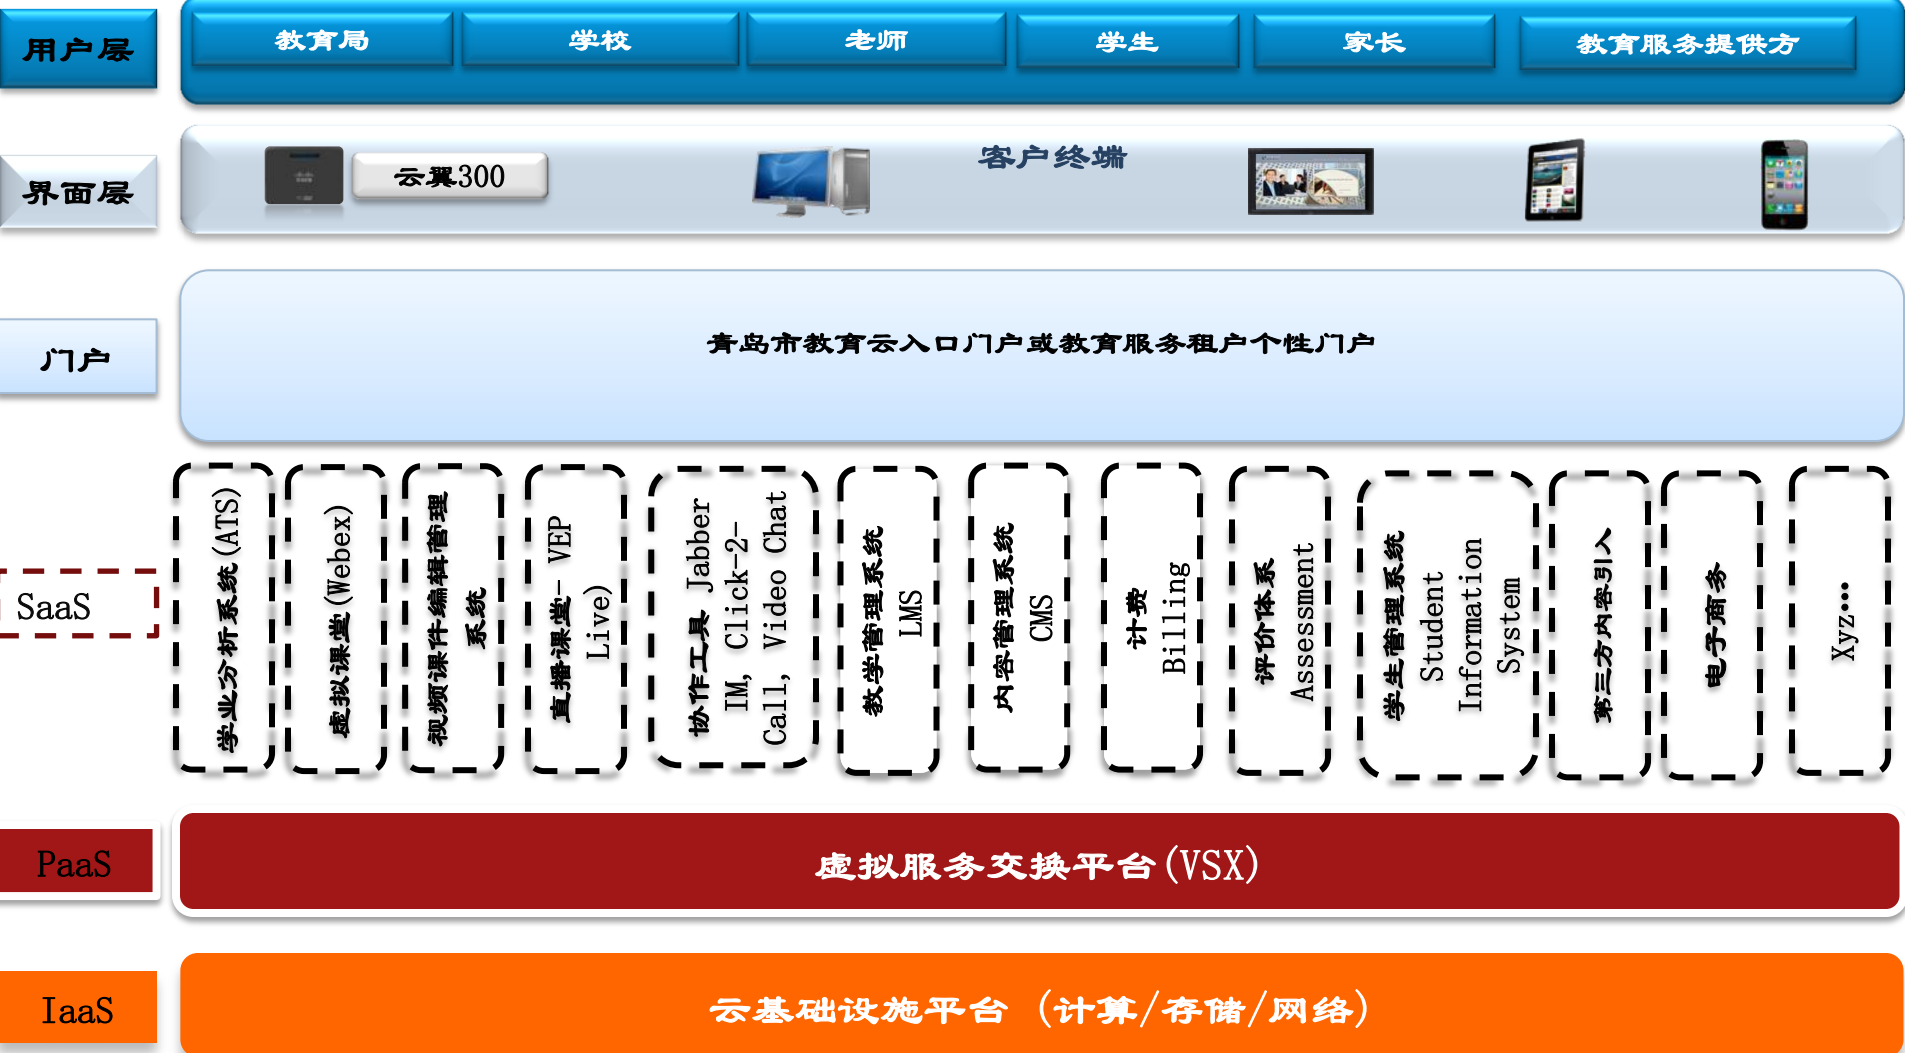 用户层
教育局
学校
老师
学生
家长
教育服务提供方
界面层
云翼300
客户终端
门户
青岛市教育云入口门户或教育服务租户个性门户
SaaS
学业分析系统(ATS)
虚拟课堂(Webex)
视频课件编辑管理
系统
直播课堂- VEP
Live)
协作工具 Jabber
IM, Click-2-
Call, Video Chat
教学管理系统
LMS
内容管理系统
CMS
计费
Billing
评价体系
Assessment
学生管理系统
Student
Information
System
第三方内容引入
电子商务
Xyz…
PaaS
虚拟服务交换平台(VSX)
IaaS
云基础设施平台 (计算/存储/网络)